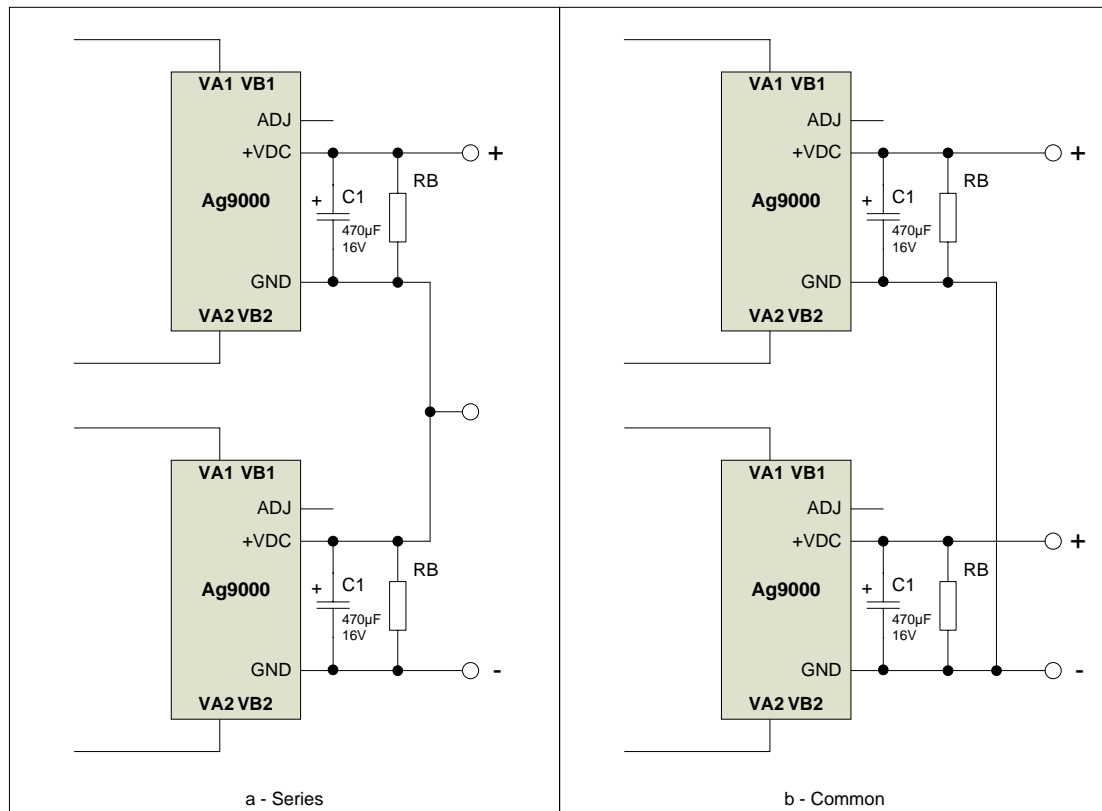 VA1 VB1
ADJ
+VDC
+
RB
+
C1
Ag9000
470µF
16V
GND
VA2 VB2
VA1 VB1
ADJ
+VDC
RB
+
C1
Ag9000
470µF
16V
GND
-
VA2 VB2
a - Series
VA1 VB1
ADJ
+VDC
+
RB
+
C1
Ag9000
470µF
16V
GND
VA2 VB2
VA1 VB1
ADJ
+VDC
+
RB
+
C1
Ag9000
470µF
16V
GND
-
VA2 VB2
b - Common